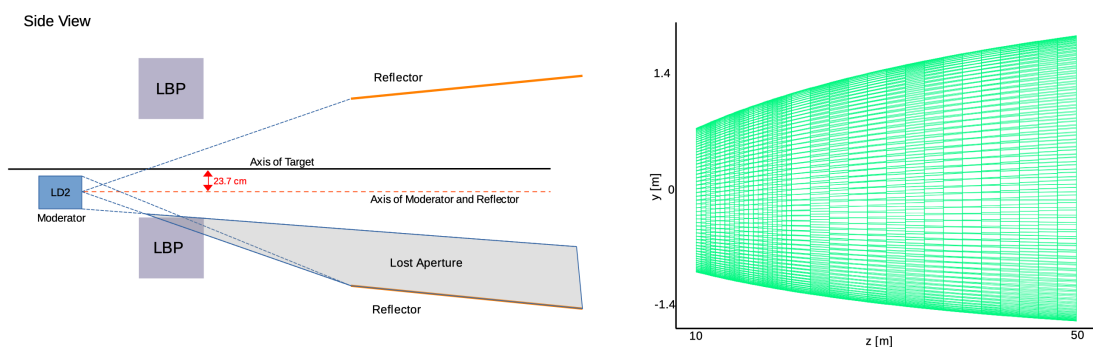 Side View
LBP
Reflector
Axis of Target
23.7 cm
LD2
Axis of Moderator and Reflector
Moderator
LBP
Lost Aperture
Reflector
y [m]
1.4
0
-1.4
10
z [m]
50